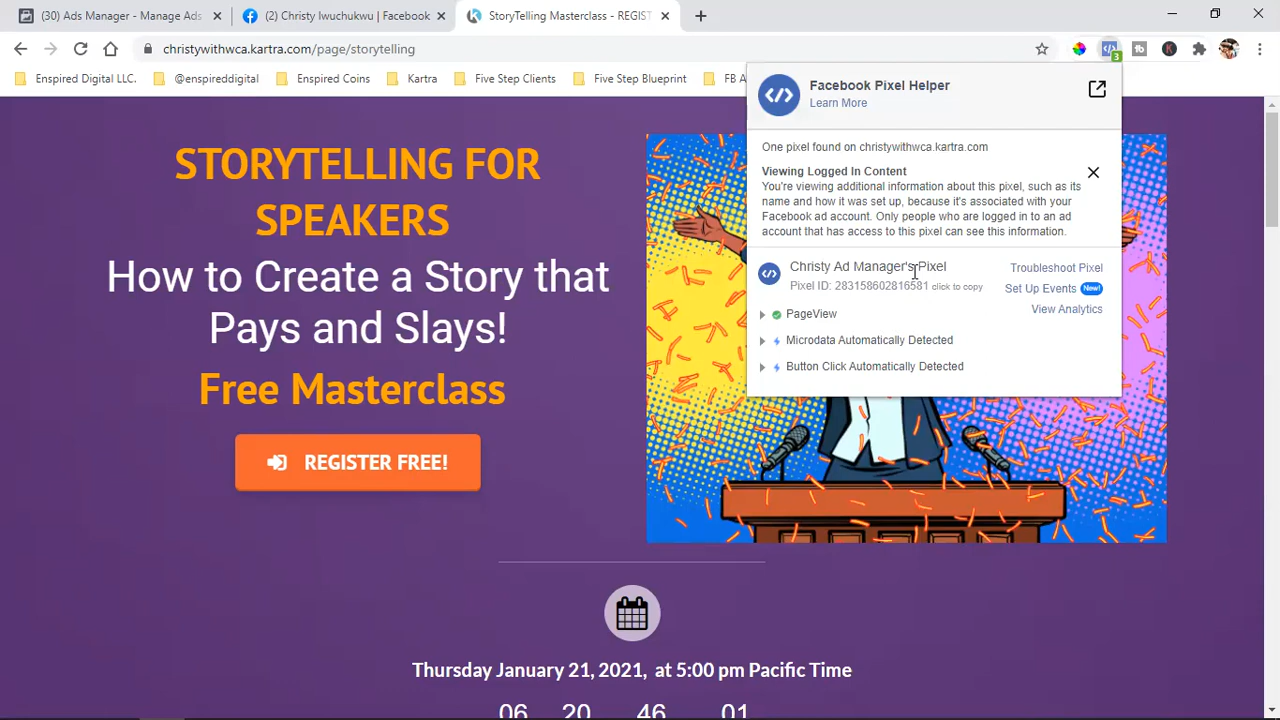 (30) Ads Manager - Manage Ads
(2) Christy Iwuchukwu | Facebook
StoryTelling Masterclass - REGIST
christywithwca.kartra.com/page/storytelling
3
Enspired Digital LLC.
@enspireddigital
Enspired Coins
Kartra
Five Step Clients
Five Step Blueprint
FB A
Facebook Pixel Helper
Learn More
One pixel found on christywithwca.kartra.com
Viewing Logged In Content
You're viewing additional information about this pixel, such as its
name and how it was set up, because it's associated with your
Facebook ad account. Only people who are logged in to an ad
account that has access to this pixel can see this information.
Christy Ad Manager's Pixel
Pixel ID: 283158602816581 click to copy
Troubleshoot Pixel
Set Up Events New!
View Analytics
PageView
Microdata Automatically Detected
Button Click Automatically Detected
STORYTELLING FOR
SPEAKERS
How to Create a Story that
Pays and Slays!
Free Masterclass
REGISTER FREE!
Thursday January 21, 2021, at 5:00 pm Pacific Time
06 20 46 01